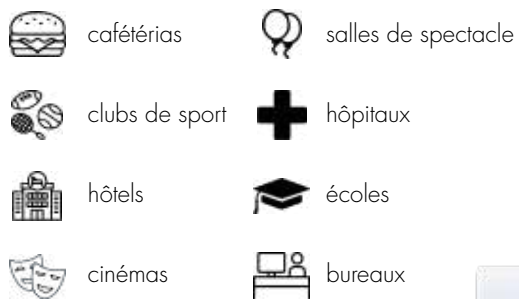 cafétérias
salles de spectacle
clubs de sport
hôpitaux
hôtels
écoles
cinémas
bureaux